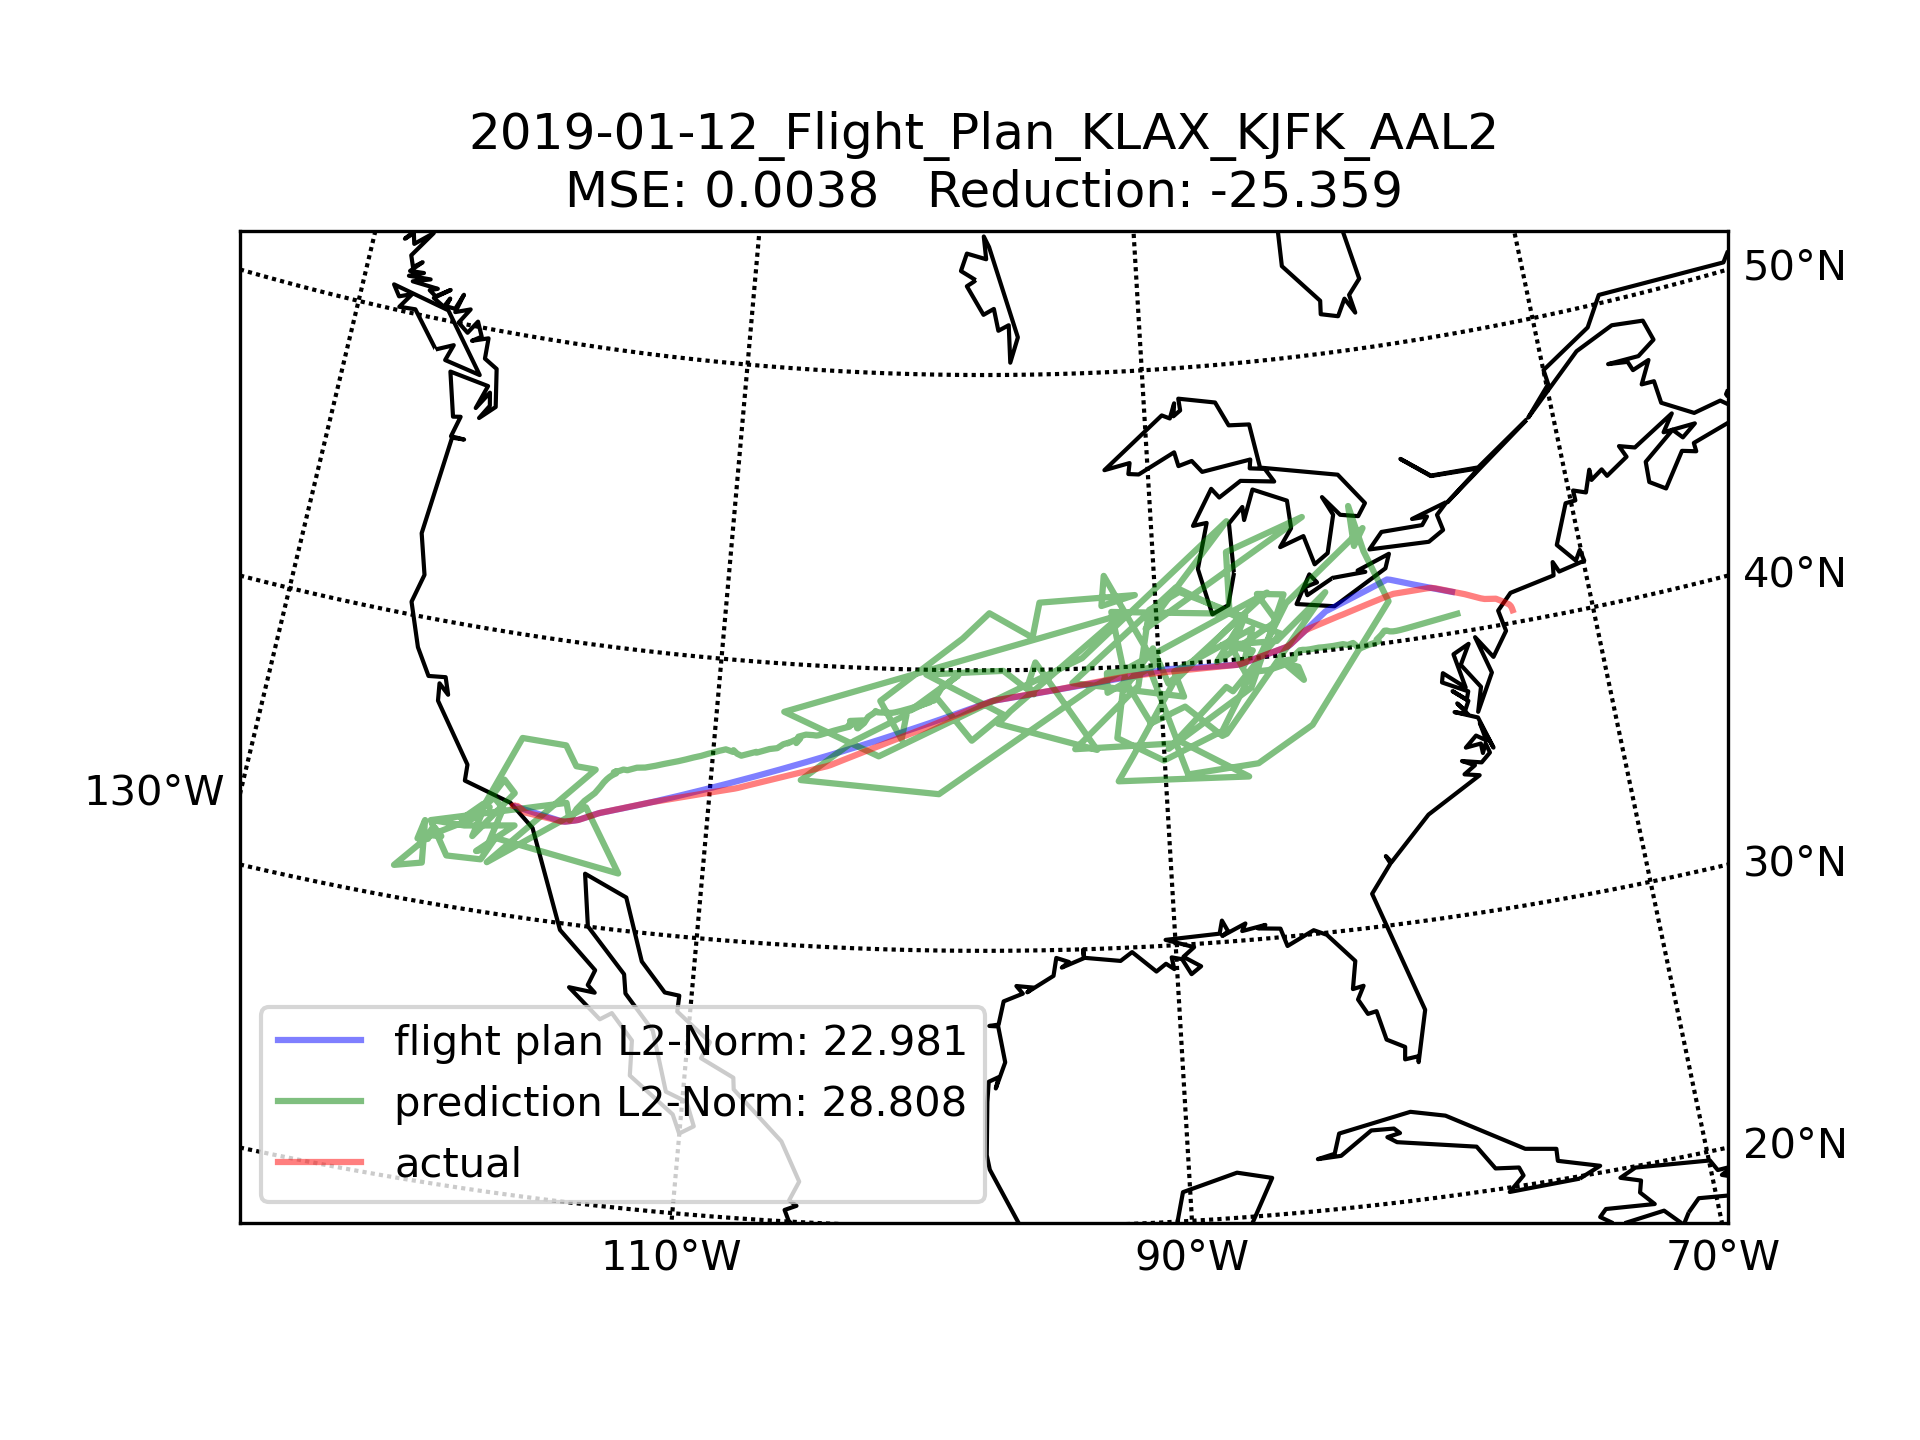 2019-01-12_Flight_Plan_KLAX_KJFK_AAL2
MSE: 0.0038   Reduction: -25.359
50°N
40°N
130°W
30°N
flight plan L2-Norm: 22.981
prediction L2-Norm: 28.808
20°N
actual
110°W
90°W
70°W